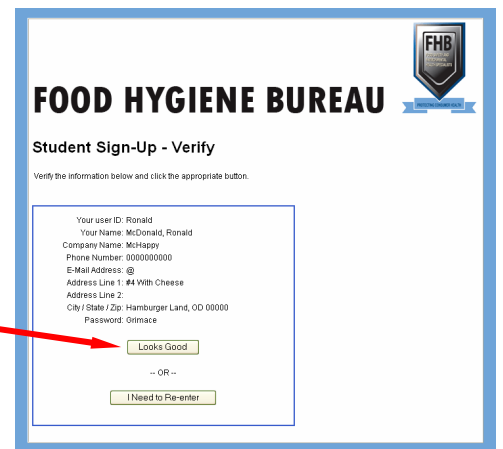 FHB
FOOD HYGIENE BUREAU
PROTECTING CONSUMER HEALTH
Student Sign-Up - Verify
Verify the information below and click the appropriate button.
Your user ID: Ronald
Your Name: McDonald, Ronald
Company Name: McHappy
Phone Number: 0000000000
E-Mail Address: @
Address Line 1: #4 With Cheese
Address Line 2:
City / State / Zip: Hamburger Land, OD 00000
Password: Grimace
Looks Good
-- OR --
I Need to Re-enter